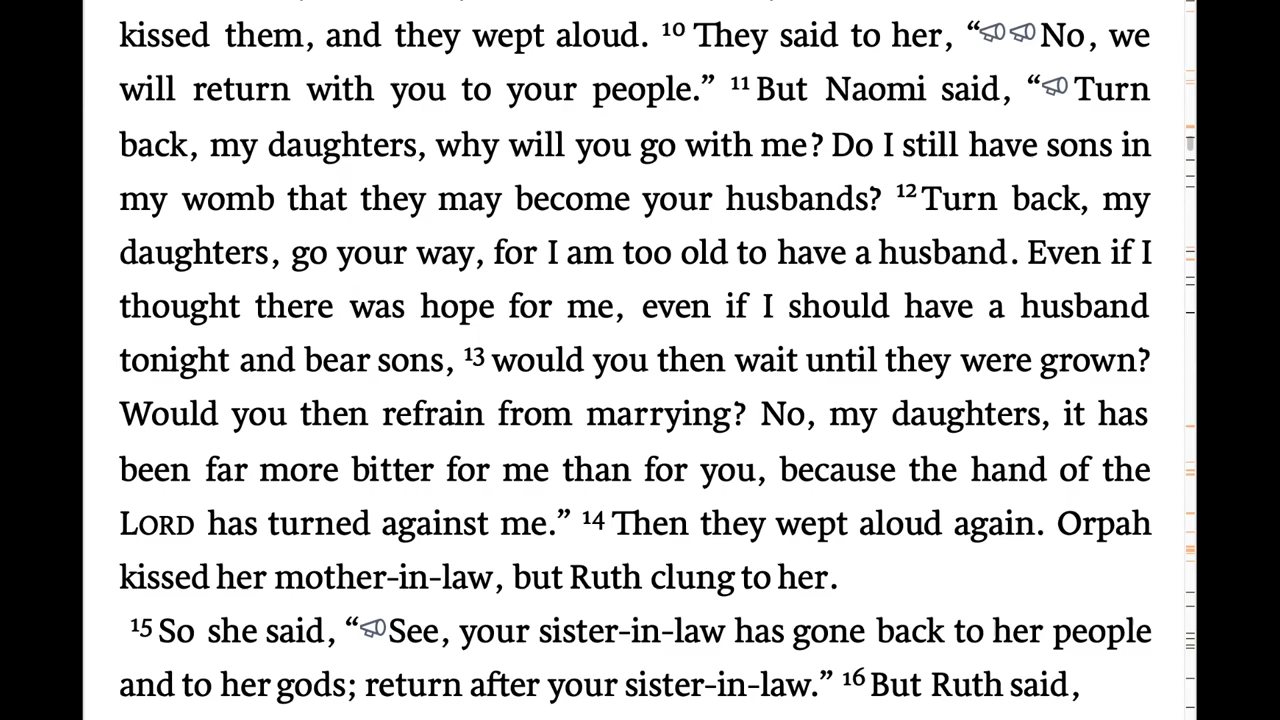 kissed them, and they wept aloud. ¹⁰ They said to her, “No, we
will return with you to your people.” ¹¹ But Naomi said, “Turn
back, my daughters, why will you go with me? Do I still have sons in
my womb that they may become your husbands? ¹² Turn back, my
daughters, go your way, for I am too old to have a husband. Even if I
thought there was hope for me, even if I should have a husband
tonight and bear sons, ¹³ would you then wait until they were grown?
Would you then refrain from marrying? No, my daughters, it has
been far more bitter for me than for you, because the hand of the
LORD has turned against me.” ¹⁴ Then they wept aloud again. Orpah
kissed her mother-in-law, but Ruth clung to her.
¹⁵ So she said, “See, your sister-in-law has gone back to her people
and to her gods; return after your sister-in-law.” ¹⁶ But Ruth said,